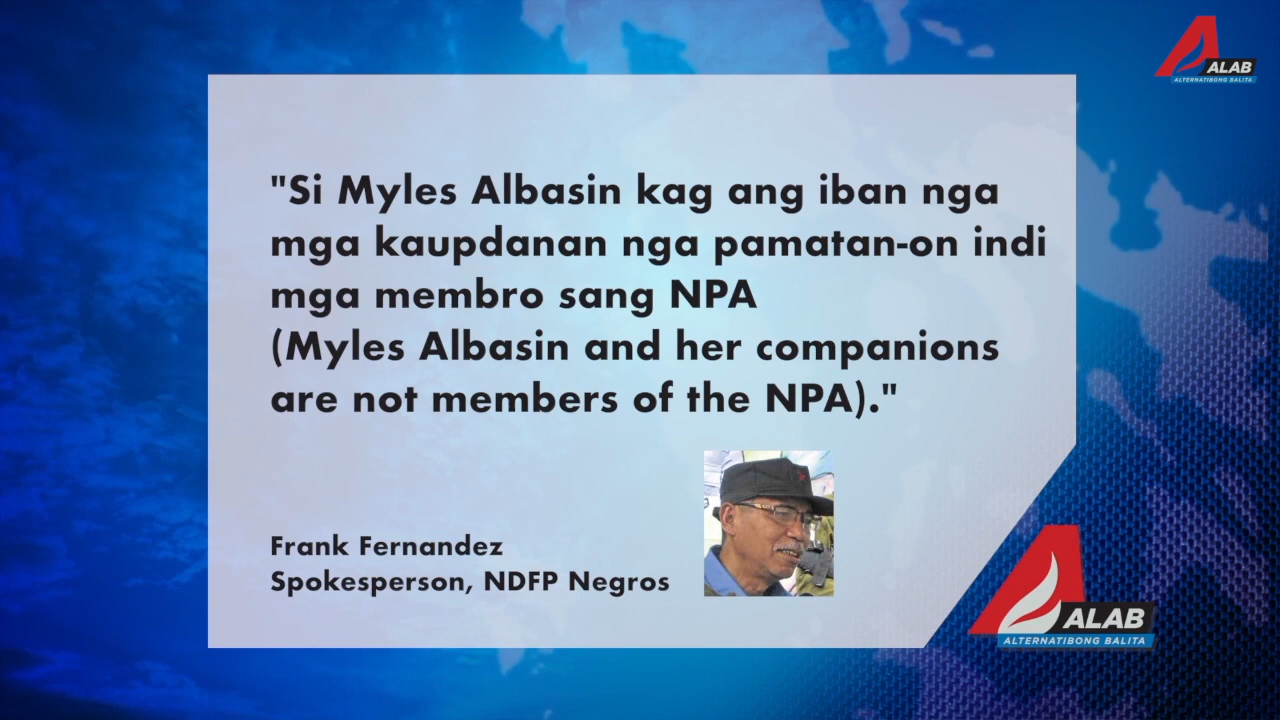 ALAB
ALTERNATIBONG BALITA
"Si Myles Albasin kag ang iban nga
mga kaupdanan nga pamatan-on indi
mga membro sang NPA
(Myles Albasin and her companions
are not members of the NPA)."
Frank Fernandez
Spokesperson, NDFP Negros
ALAB
ALTERNATIBONG BALITA